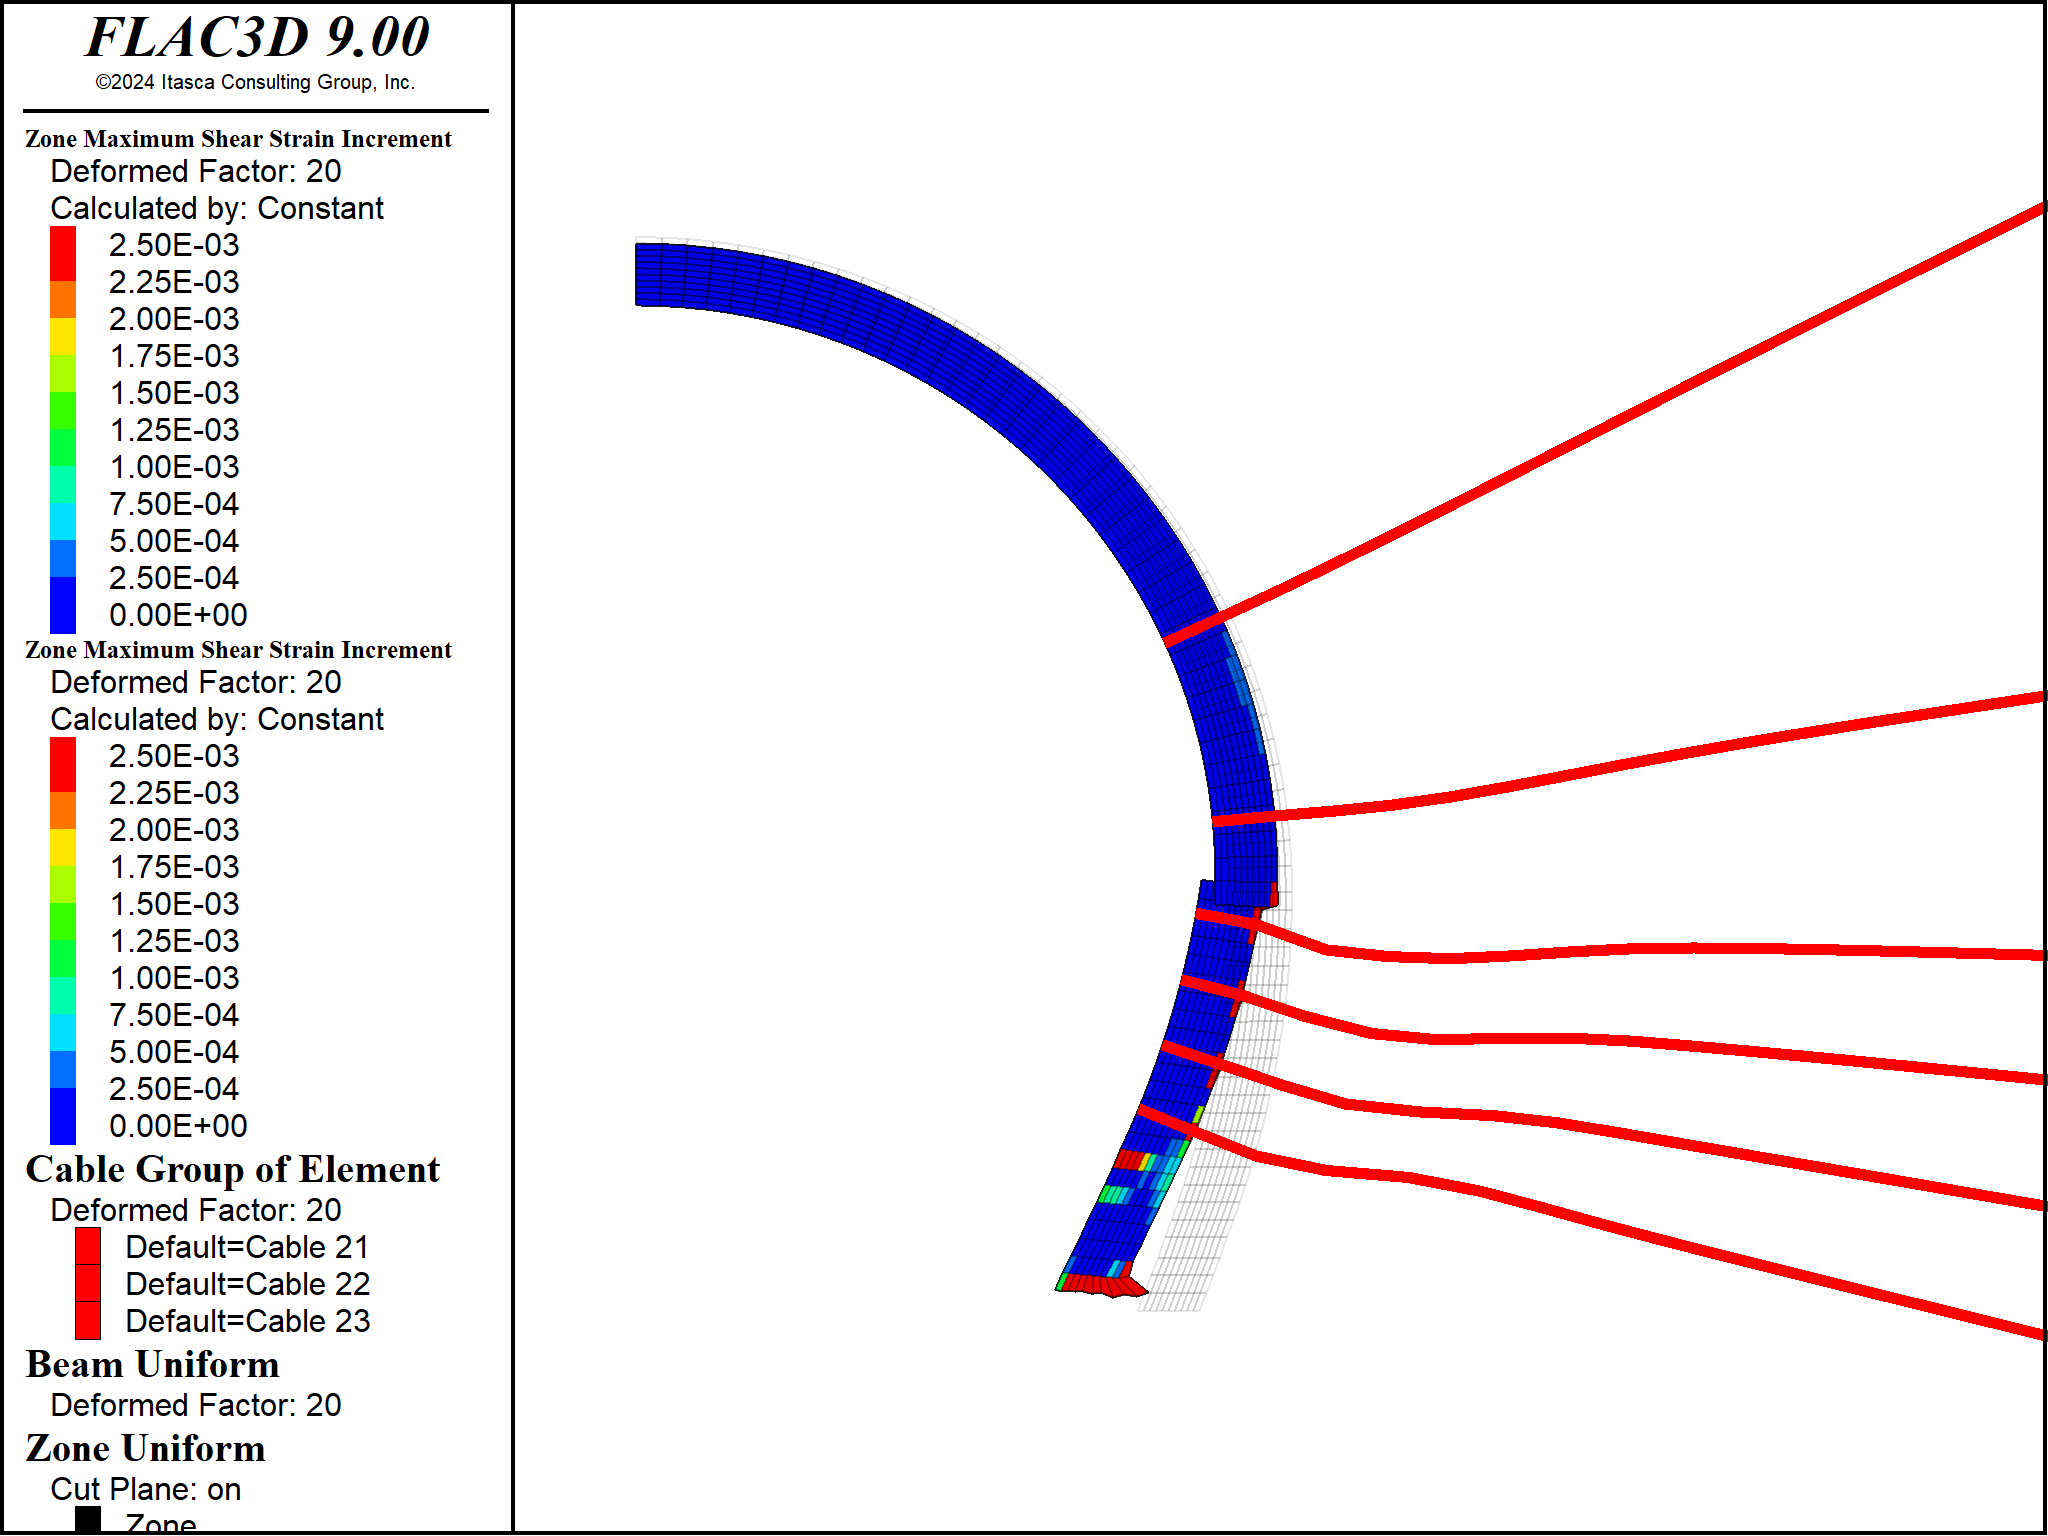 FLAC3D 9.00
©2024 Itasca Consulting Group, Inc.
Zone Maximum Shear Strain Increment
Deformed Factor: 20
Calculated by: Constant
2.50E-03
2.25E-03
2.00E-03
1.75E-03
1.50E-03
1.25E-03
1.00E-03
7.50E-04
5.00E-04
2.50E-04
0.00E+00
Zone Maximum Shear Strain Increment
Deformed Factor: 20
Calculated by: Constant
2.50E-03
2.25E-03
2.00E-03
1.75E-03
1.50E-03
1.25E-03
1.00E-03
7.50E-04
5.00E-04
2.50E-04
0.00E+00
Cable Group of Element
Deformed Factor: 20
Default=Cable 21
Default=Cable 22
Default=Cable 23
Beam Uniform
Deformed Factor: 20
Zone Uniform
Cut Plane: on
Zone